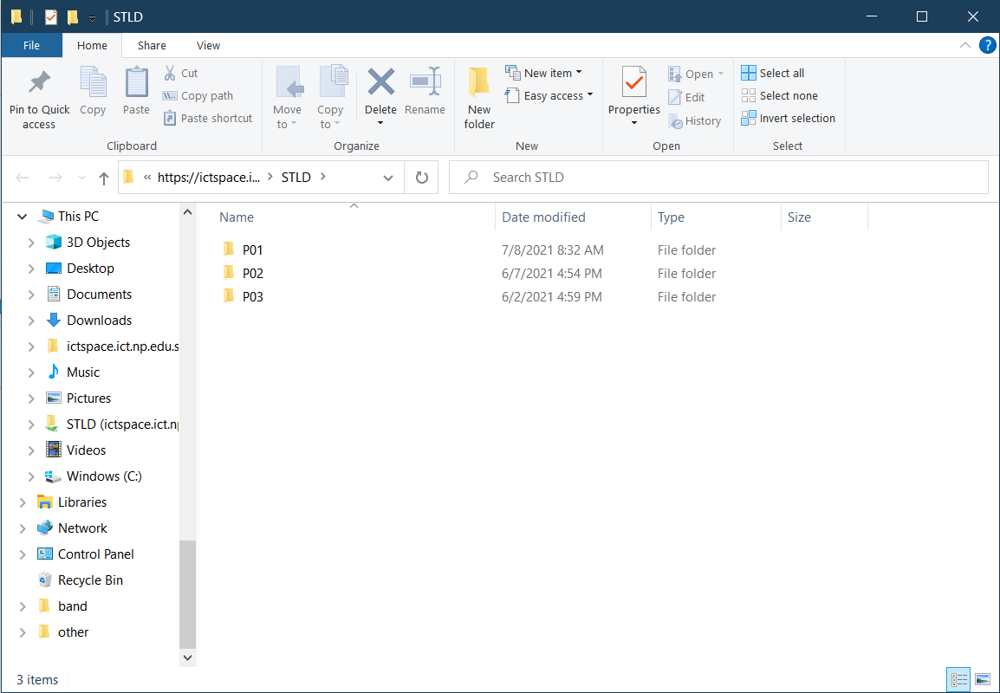 STLD
File Home Share View
Pin to Quick access
Copy
Paste
Cut
Copy path
Paste shortcut
Clipboard
Move to
Copy to
Delete
Rename
Organize
New folder
New item
Easy access
New
Properties
Open
Edit
History
Open
Select all
Select none
Invert selection
Select
« https://ictspace.i... > STLD >
Search STLD
This PC
3D Objects
Desktop
Documents
Downloads
ictspace.ict.np.edu.s
Music
Pictures
STLD (ictspace.ict.np
Videos
Windows (C:)
Libraries
Network
Control Panel
Recycle Bin
band
other
Name Date modified Type Size
P01 7/8/2021 8:32 AM File folder
P02 6/7/2021 4:54 PM File folder
P03 6/2/2021 4:59 PM File folder
3 items